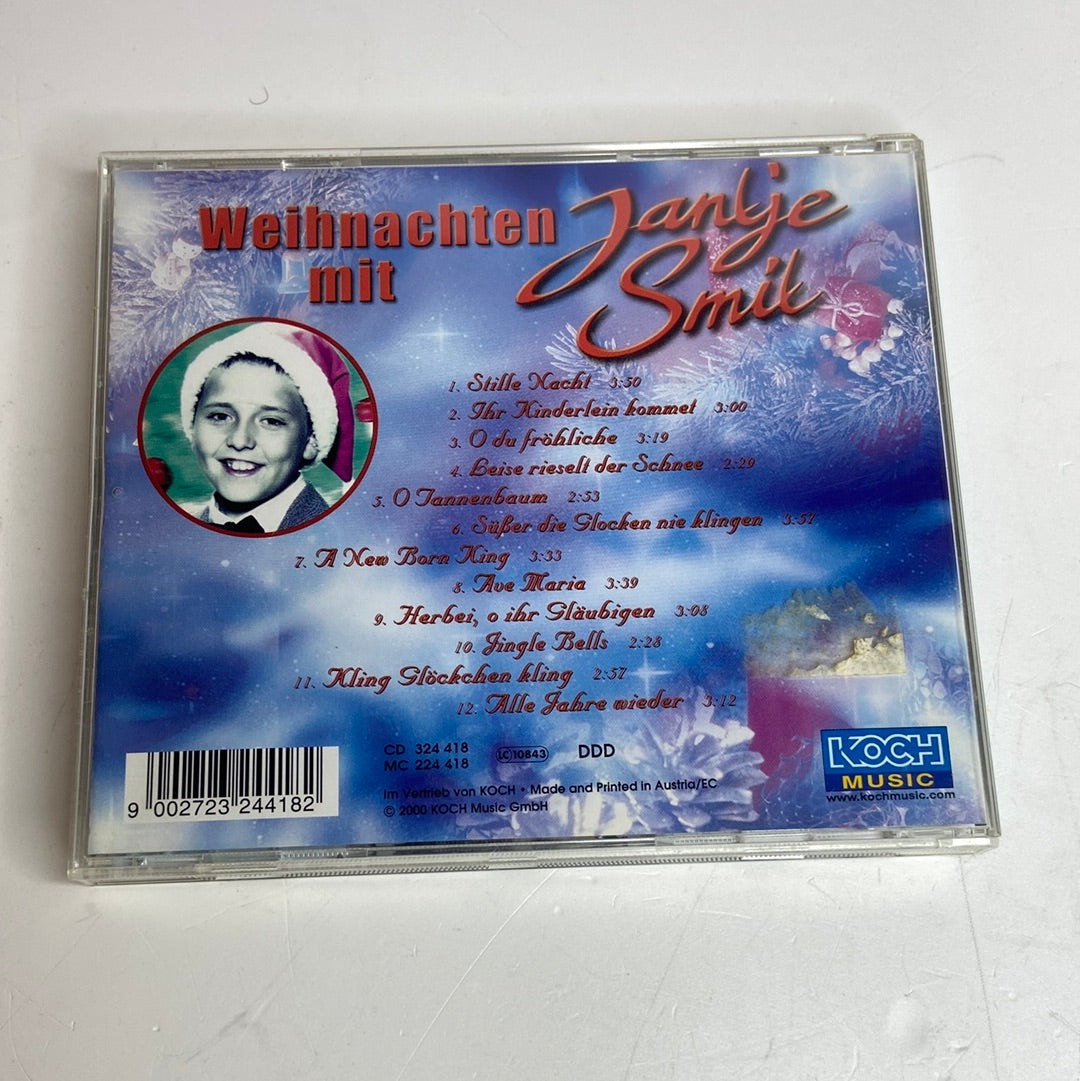 Weihnachten
mit
Jantje
Smit
1. Stille Nacht 3:50
2. Ihr Kinderlein kommet 3:00
3. O du fröhliche 3:19
4. Leise rieselt der Schnee 2:29
5. O Tannenbaum 2:53
6. Süßer die Glocken nie klingen 3:57
7. A New Born King 3:33
8. Ave Maria 3:39
9. Herbei, o ihr Gläubigen 3:08
10. Jingle Bells 2:28
11. Kling Glöckchen kling 2:57
12. Alle Jahre wieder 3:12
CD 324 418
MC 224 418
LC 10843
DDD
Im Vertrieb von KOCH • Made and Printed in Austria/EC
© 2000 KOCH Music GmbH
9 002723 244182
KOCH
MUSIC
www.kochmusic.com